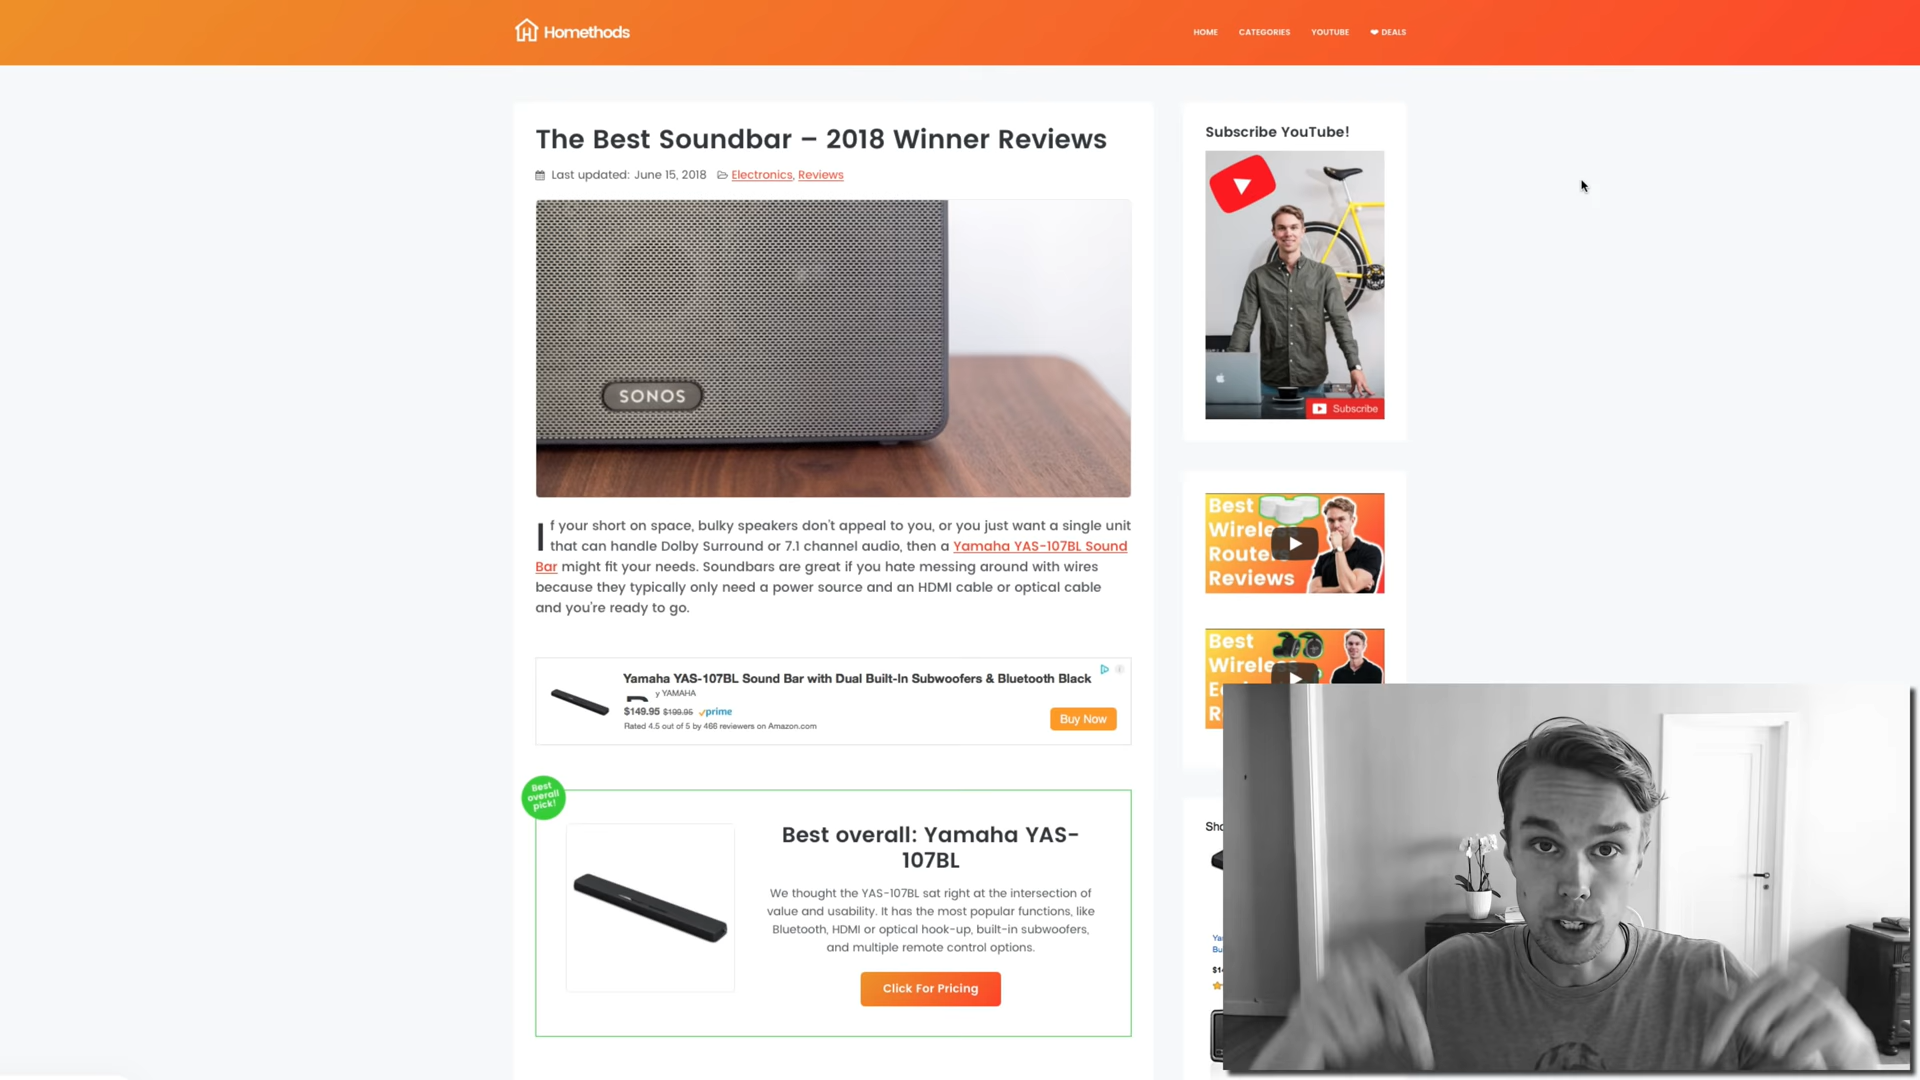 Homethods
HOME
CATEGORIES
YOUTUBE
DEALS
The Best Soundbar – 2018 Winner Reviews
Last updated: June 15, 2018
Electronics, Reviews
SONOS
If your short on space, bulky speakers don't appeal to you, or you just want a single unit
that can handle Dolby Surround or 7.1 channel audio, then a Yamaha YAS-107BL Sound
Bar might fit your needs. Soundbars are great if you hate messing around with wires
because they typically only need a power source and an HDMI cable or optical cable
and you're ready to go.
Yamaha YAS-107BL Sound Bar with Dual Built-In Subwoofers & Bluetooth Black
y YAMAHA
$149.95 $199.95 prime
Rated 4.5 out of 5 by 466 reviewers on Amazon.com
Buy Now
Best
overall
pick!
Best overall: Yamaha YAS-
107BL
We thought the YAS-107BL sat right at the intersection of
value and usability. It has the most popular functions, like
Bluetooth, HDMI or optical hook-up, built-in subwoofers,
and multiple remote control options.
Click For Pricing
Subscribe YouTube!
Subscribe
Best
Wireless
Routers
Reviews
Best
Wireless